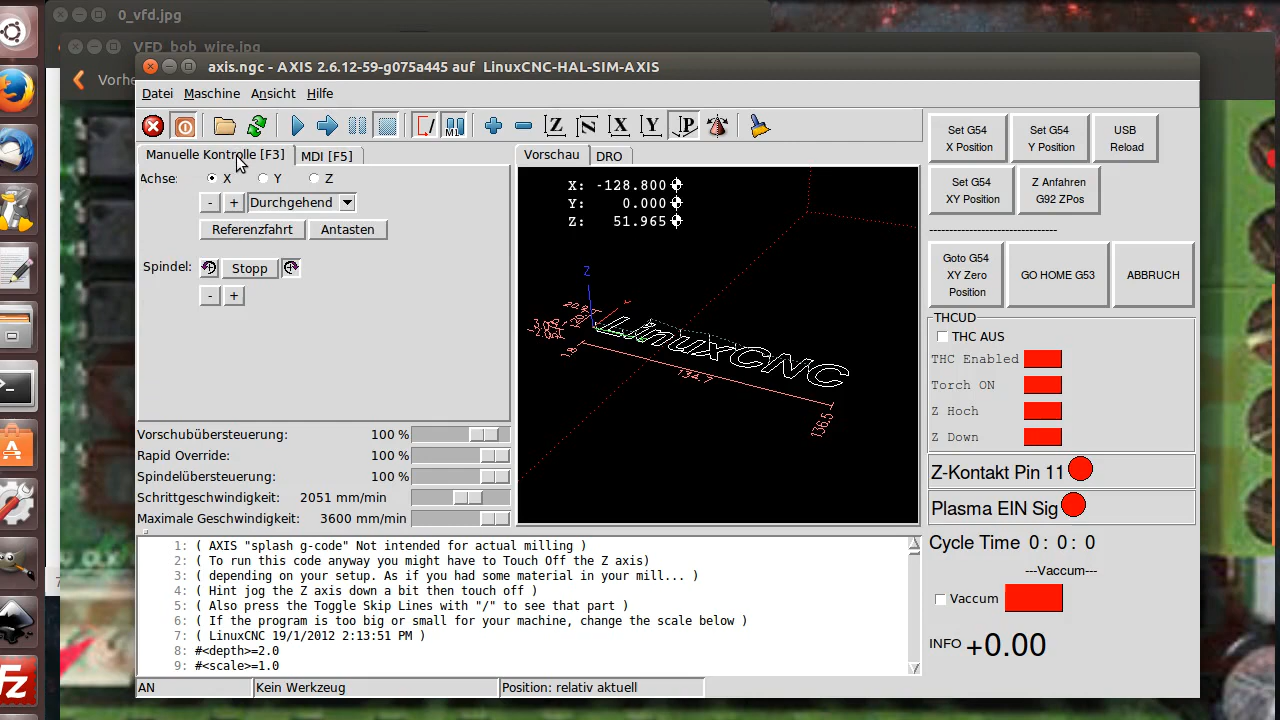 0_vfd.jpg
VFD_bob_wire.jpg
Vorhe
axis.ngc - AXIS 2.6.12-59-g075a445 auf LinuxCNC-HAL-SIM-AXIS
Datei Maschine Ansicht Hilfe
Manuelle Kontrolle [F3] MDI [F5]
Achse: X Y Z
- + Durchgehend
Referenzfahrt Antasten
Spindel: Stopp
- +
Vorschubübersteuerung: 100 %
Rapid Override: 100 %
Spindelübersteuerung: 100 %
Schrittgeschwindigkeit: 2051 mm/min
Maximale Geschwindigkeit: 3600 mm/min
Vorschau DRO
X: -128.800
Y: 0.000
Z: 51.965
Z
LinuxCNC
134.7
136.5
1.8
Set G54
X Position
Set G54
Y Position
USB
Reload
Set G54
XY Position
Z Anfahren
G92 ZPos
------------------------------
Goto G54
XY Zero
Position
GO HOME G53
ABBRUCH
THCUD
THC AUS
THC Enabled
Torch ON
Z Hoch
Z Down
Z-Kontakt Pin 11
Plasma EIN Sig
Cycle Time 0: 0: 0
---Vaccum---
Vaccum
INFO +0.00
1: ( AXIS "splash g-code" Not intended for actual milling )
2: ( To run this code anyway you might have to Touch Off the Z axis)
3: ( depending on your setup. As if you had some material in your mill... )
4: ( Hint jog the Z axis down a bit then touch off )
5: ( Also press the Toggle Skip Lines with "/" to see that part )
6: ( If the program is too big or small for your machine, change the scale below )
7: ( LinuxCNC 19/1/2012 2:13:51 PM )
8: #<depth>=2.0
9: #<scale>=1.0
AN Kein Werkzeug Position: relativ aktuell